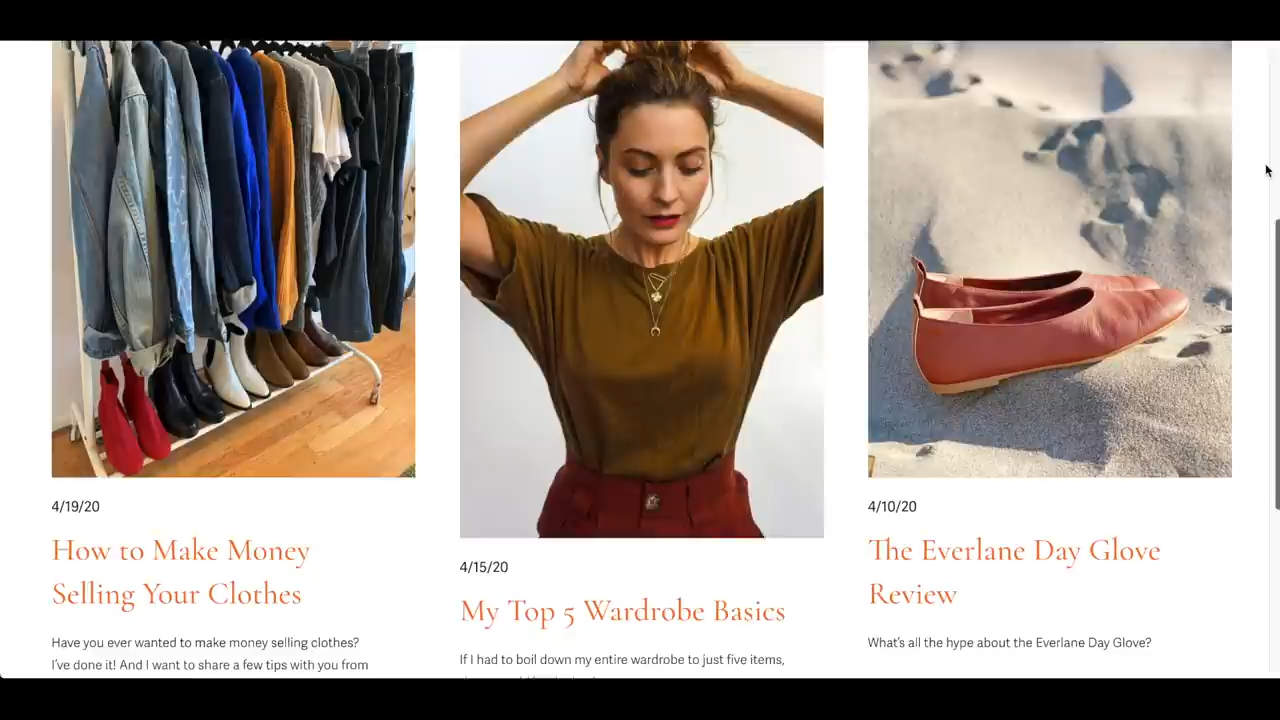 4/19/20
How to Make Money
Selling Your Clothes
Have you ever wanted to make money selling clothes?
I've done it! And I want to share a few tips with you from
4/15/20
My Top 5 Wardrobe Basics
If I had to boil down my entire wardrobe to just five items,
4/10/20
The Everlane Day Glove
Review
What's all the hype about the Everlane Day Glove?